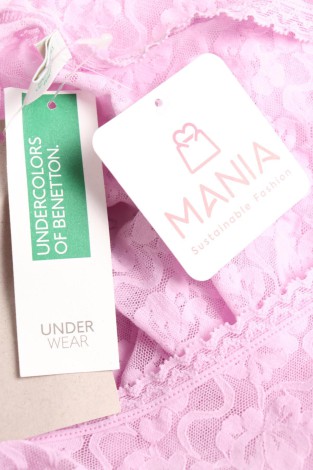 UNDERCOLORS
OF BENETTON.
UNDER
WEAR
MANIA
Sustainable Fashion